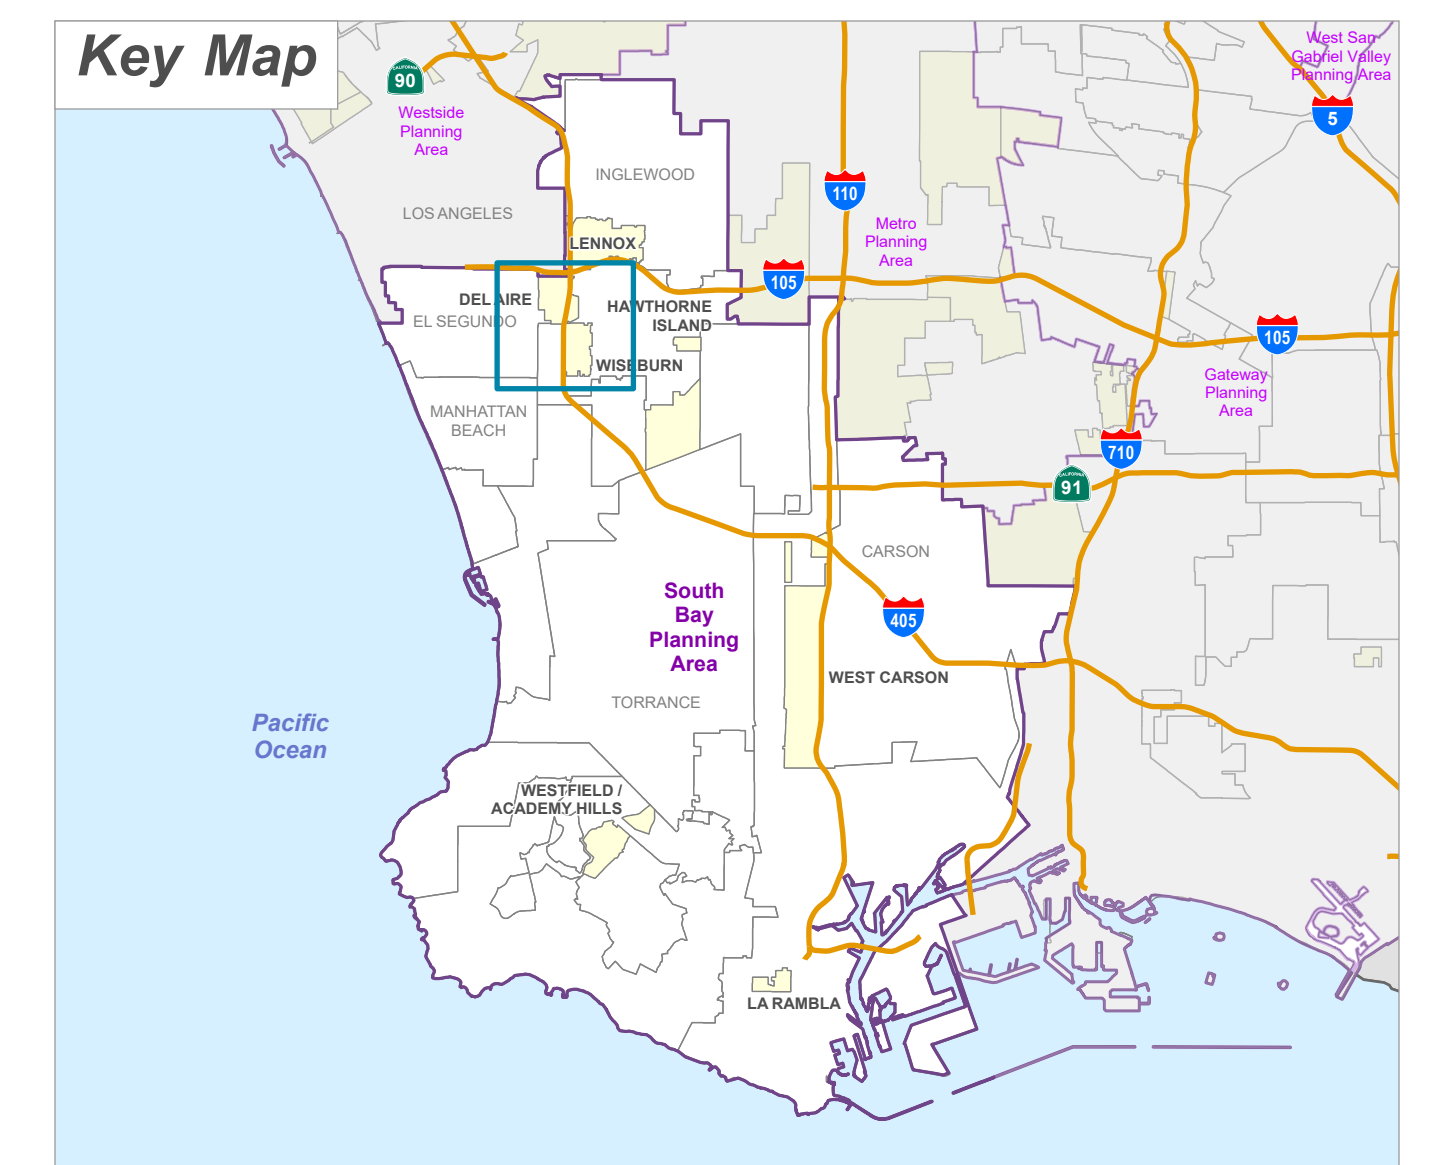 Key Map
CALIFORNIA
90
Westside
Planning
Area
West San
Gabriel Valley
Planning Area
5
INGLEWOOD
110
LOS ANGELES
Metro
Planning
Area
LENNOX
105
DEL AIRE
EL SEGUNDO
HAWTHORNE
ISLAND
105
WISEBURN
Gateway
Planning
Area
MANHATTAN
BEACH
710
CALIFORNIA
91
CARSON
South
Bay
Planning
Area
405
WEST CARSON
TORRANCE
Pacific
Ocean
WESTFIELD /
ACADEMY HILLS
LA RAMBLA